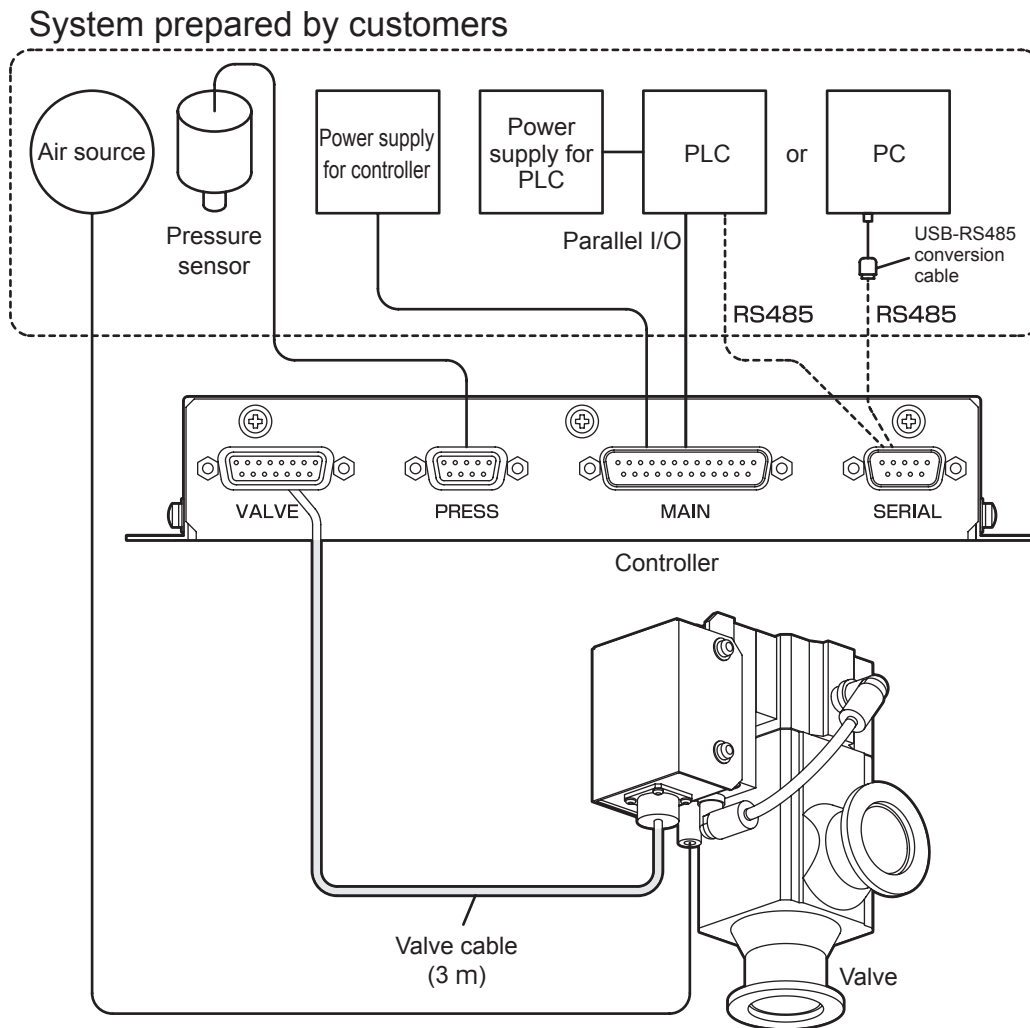 System prepared by customers
Air source
Pressure
sensor
Power supply
for controller
Power
supply for
PLC
PLC
or
PC
Parallel I/O
USB-RS485
conversion
cable
RS485
RS485
VALVE
PRESS
MAIN
SERIAL
Controller
Valve cable
(3 m)
Valve